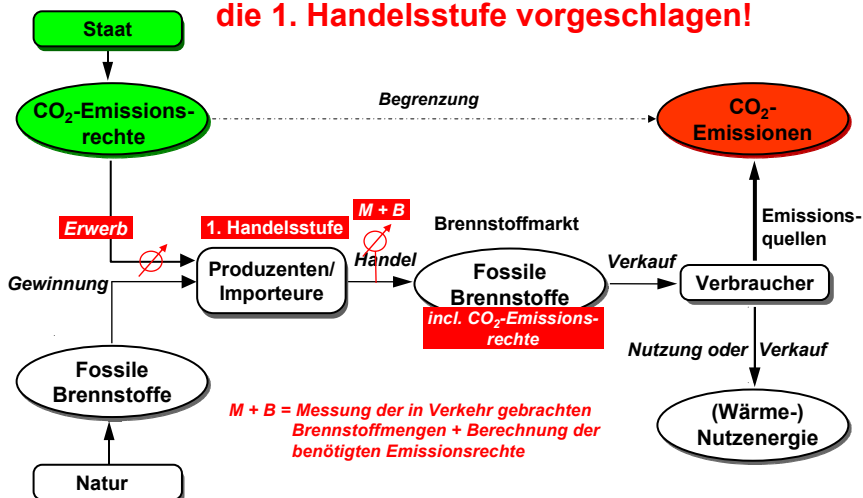 die 1. Handelsstufe vorgeschlagen!
Staat
CO₂-Emissions-
rechte
Begrenzung
CO₂-
Emissionen
Erwerb
1. Handelsstufe
M + B
Brennstoffmarkt
Emissions-
quellen
Gewinnung
Produzenten/
Importeure
Handel
Fossile
Brennstoffe
incl. CO₂-Emissions-
rechte
Verkauf
Verbraucher
Fossile
Brennstoffe
Nutzung oder Verkauf
M + B = Messung der in Verkehr gebrachten
Brennstoffmengen + Berechnung der
benötigten Emissionsrechte
(Wärme-)
Nutzenergie
Natur